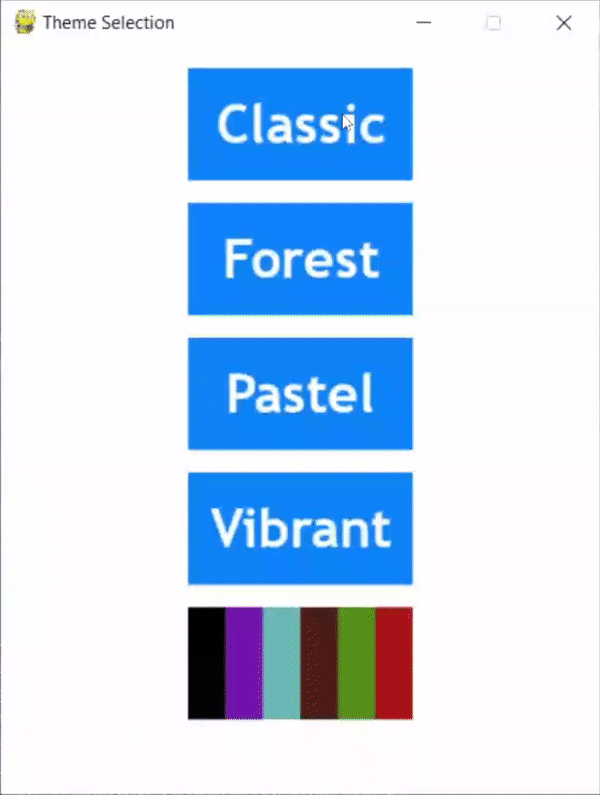 Theme Selection
Classic
Forest
Pastel
Vibrant